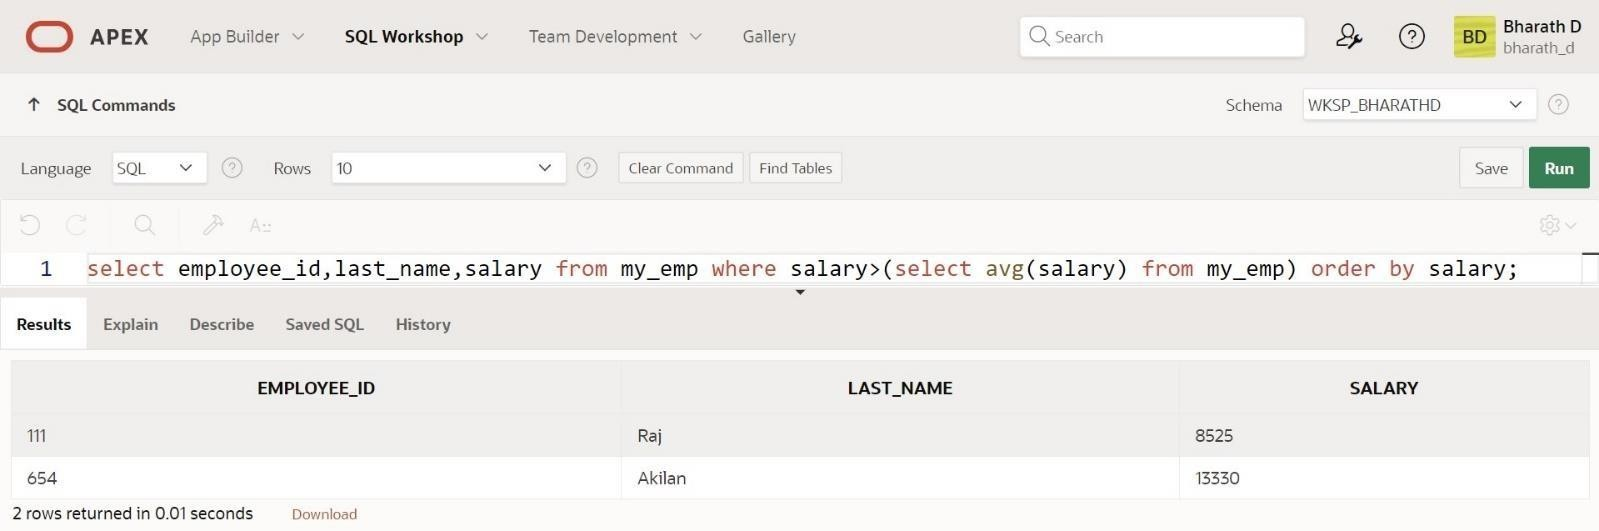 APEX App Builder SQL Workshop Team Development Gallery Search BD Bharath D
bharath_d
SQL Commands Schema WKSP_BHARATHD
Language SQL Rows 10 Clear Command Find Tables Save Run
A::
1 select employee_id,last_name,salary from my_emp where salary>(select avg(salary) from my_emp) order by salary;
Results Explain Describe Saved SQL History
EMPLOYEE_ID LAST_NAME SALARY
111 Raj 8525
654 Akilan 13330
2 rows returned in 0.01 seconds Download